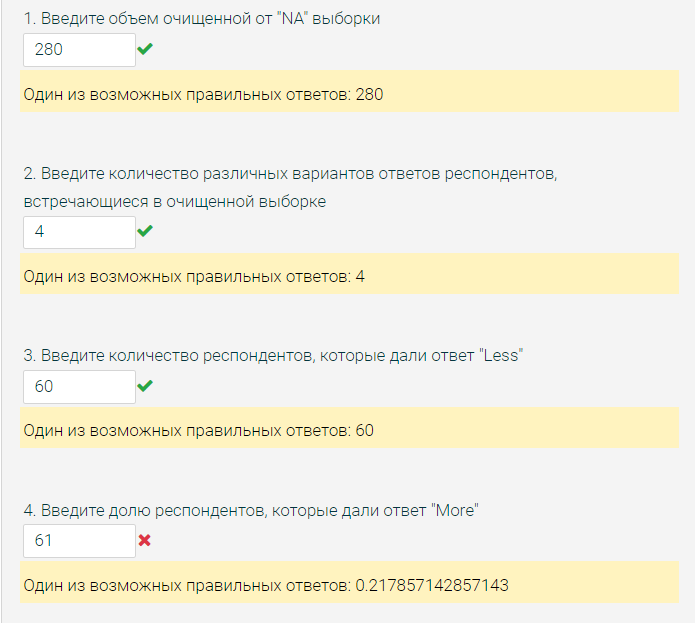 1. Введите объем очищенной от "NA" выборки
280
Один из возможных правильных ответов: 280
2. Введите количество различных вариантов ответов респондентов,
встречающиеся в очищенной выборке
4
Один из возможных правильных ответов: 4
3. Введите количество респондентов, которые дали ответ "Less"
60
Один из возможных правильных ответов: 60
4. Введите долю респондентов, которые дали ответ "More"
61
Один из возможных правильных ответов: 0.217857142857143